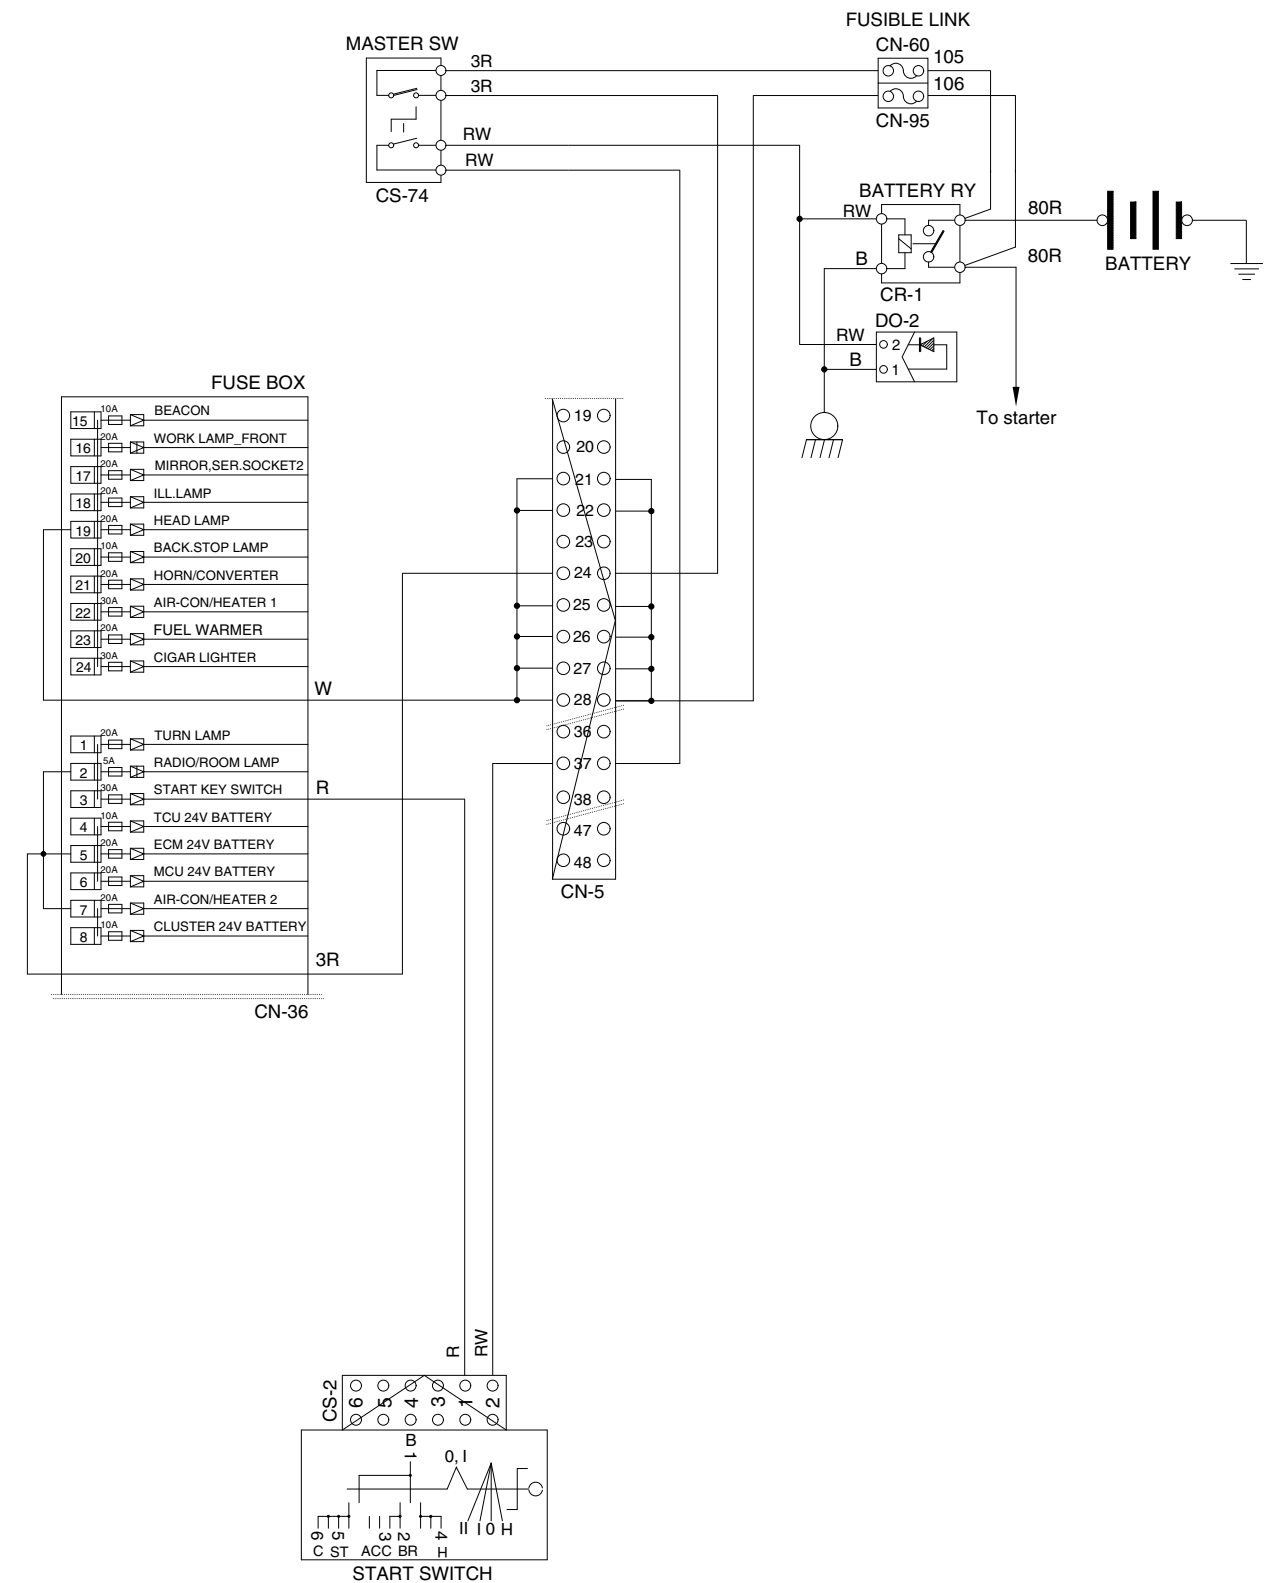 FUSIBLE LINK
MASTER SW
CN-60
3R
105
3R
106
CN-95
RW
RW
CS-74
BATTERY RY
RW
80R
B
80R
BATTERY
CR-1
DO-2
RW
2
B
1
To starter
FUSE BOX
15 10A BEACON
16 20A WORK LAMP_FRONT
17 20A MIRROR,SER.SOCKET2
18 20A ILL.LAMP
19 20A HEAD LAMP
20 10A BACK.STOP LAMP
21 20A HORN/CONVERTER
22 30A AIR-CON/HEATER 1
23 20A FUEL WARMER
24 30A CIGAR LIGHTER
W
1 20A TURN LAMP
2 5A RADIO/ROOM LAMP
3 30A START KEY SWITCH
R
4 10A TCU 24V BATTERY
5 20A ECM 24V BATTERY
6 20A MCU 24V BATTERY
7 20A AIR-CON/HEATER 2
8 10A CLUSTER 24V BATTERY
3R
CN-36
19
20
21
22
23
24
25
26
27
28
36
37
38
47
48
CN-5
R
RW
CS-2
6 5 4 3 1 2
B
1
0, I
II I 0 H
6 5 3 2 4
C ST ACC BR H
START SWITCH